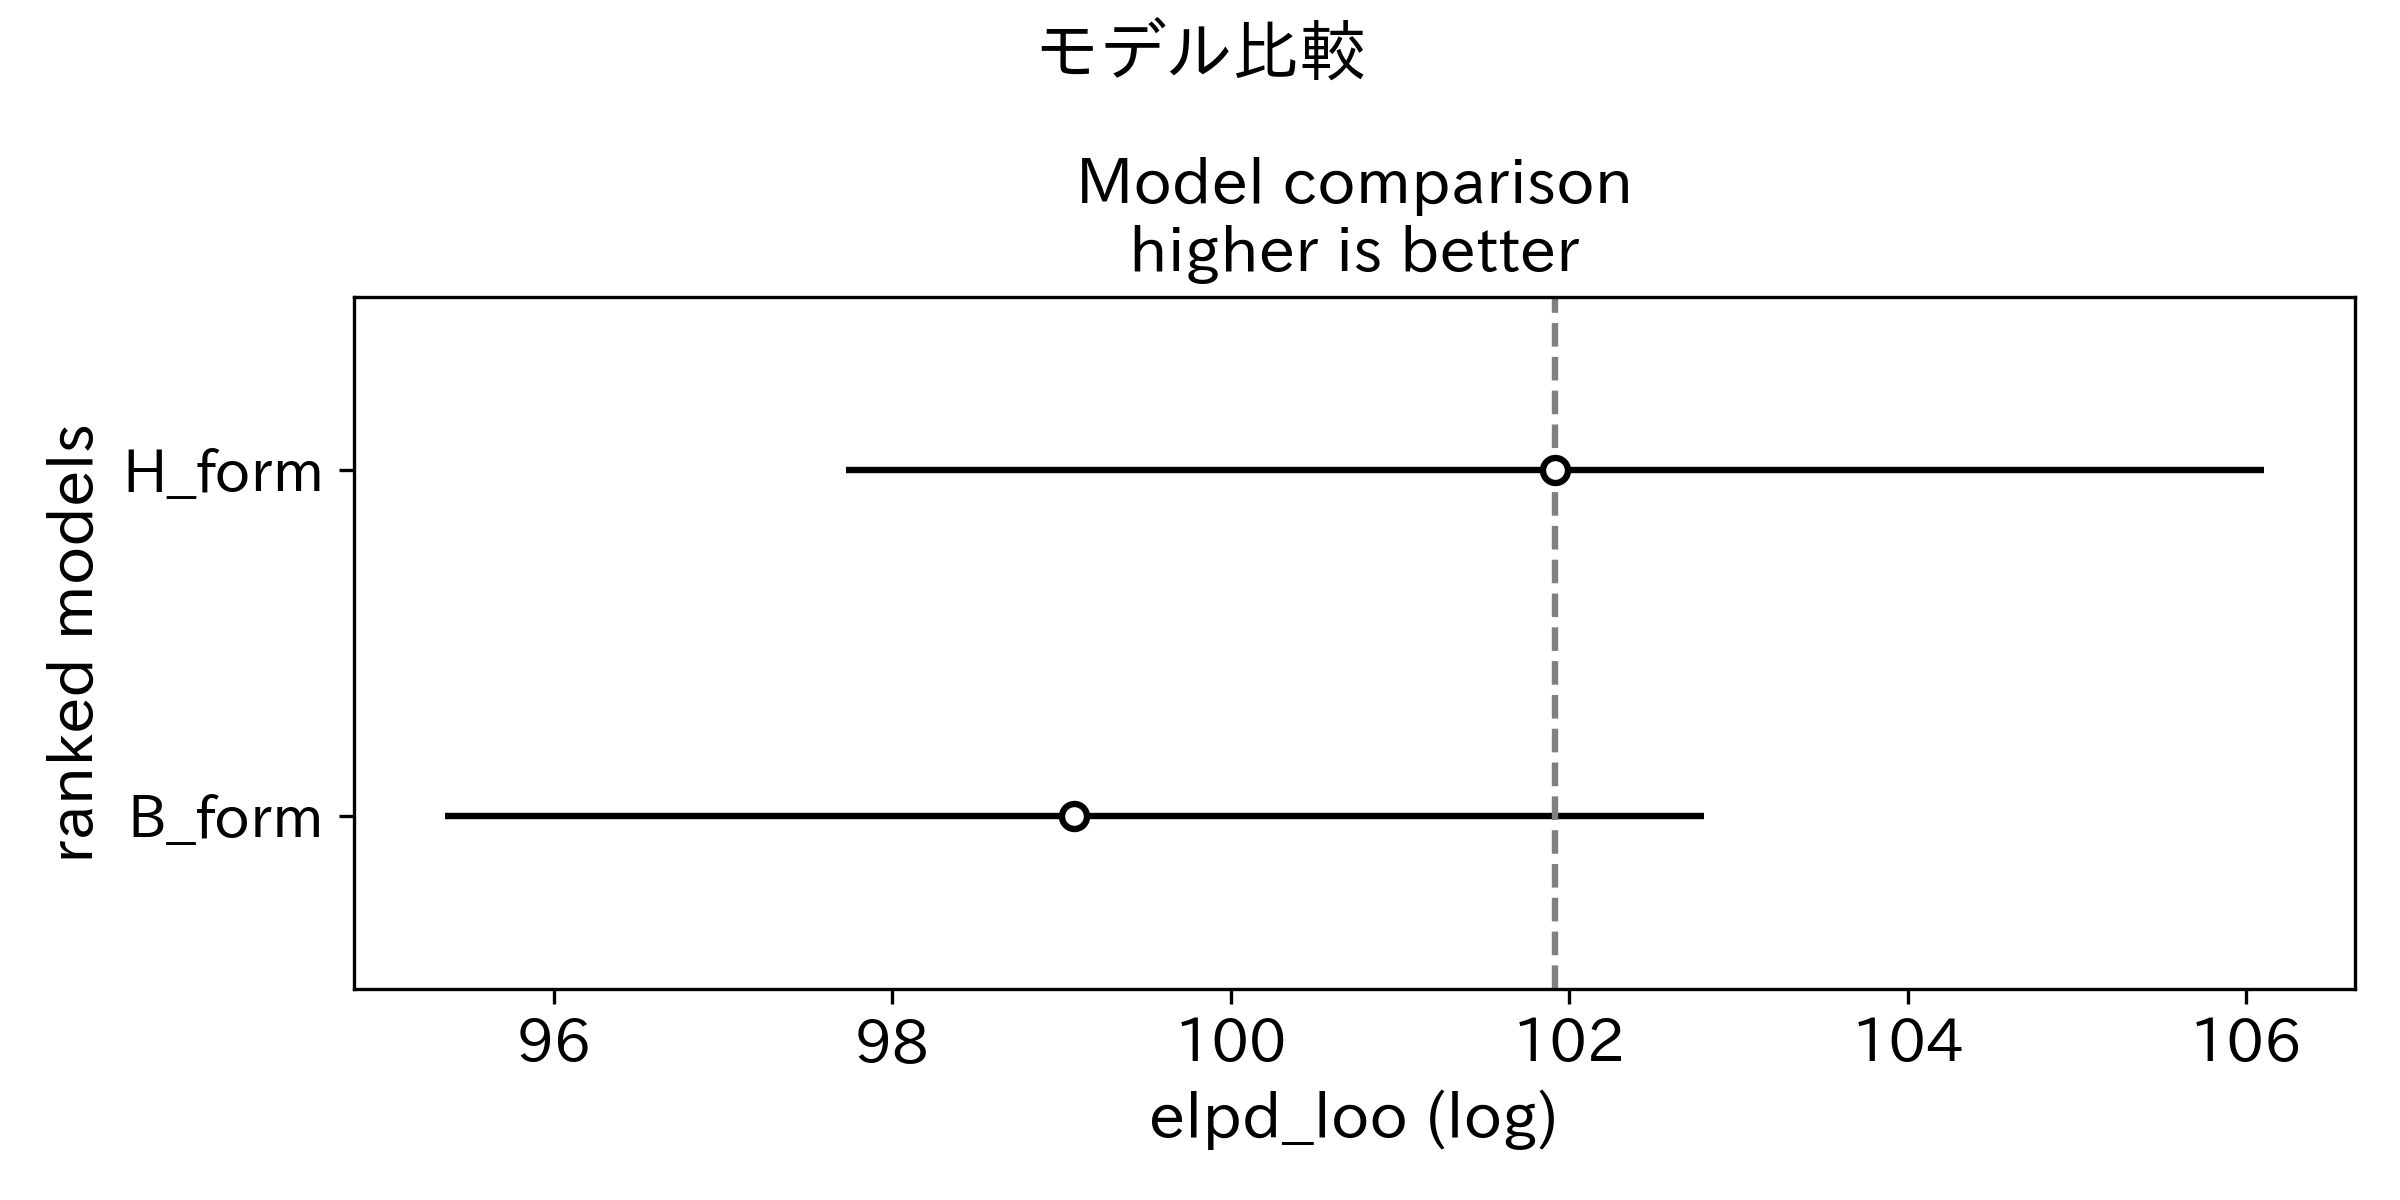 モデル比較
Model comparison
higher is better
ranked models
H_form
B_form
96 98 100 102 104 106
elpd_loo (log)